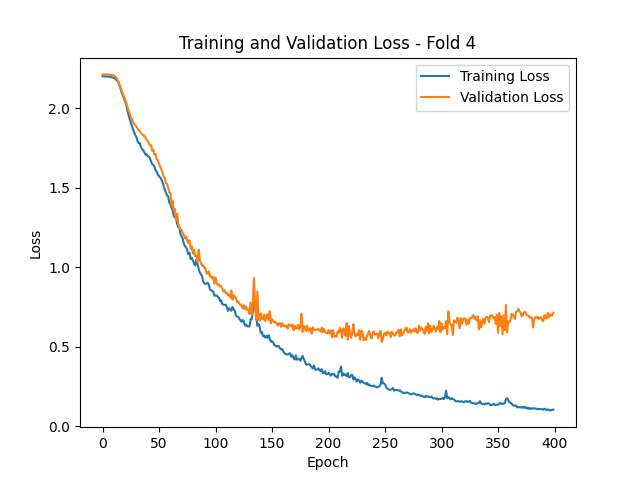 Training and Validation Loss - Fold 4
Training Loss
Validation Loss
Loss
2.0
1.5
1.0
0.5
0.0
0 50 100 150 200 250 300 350 400
Epoch